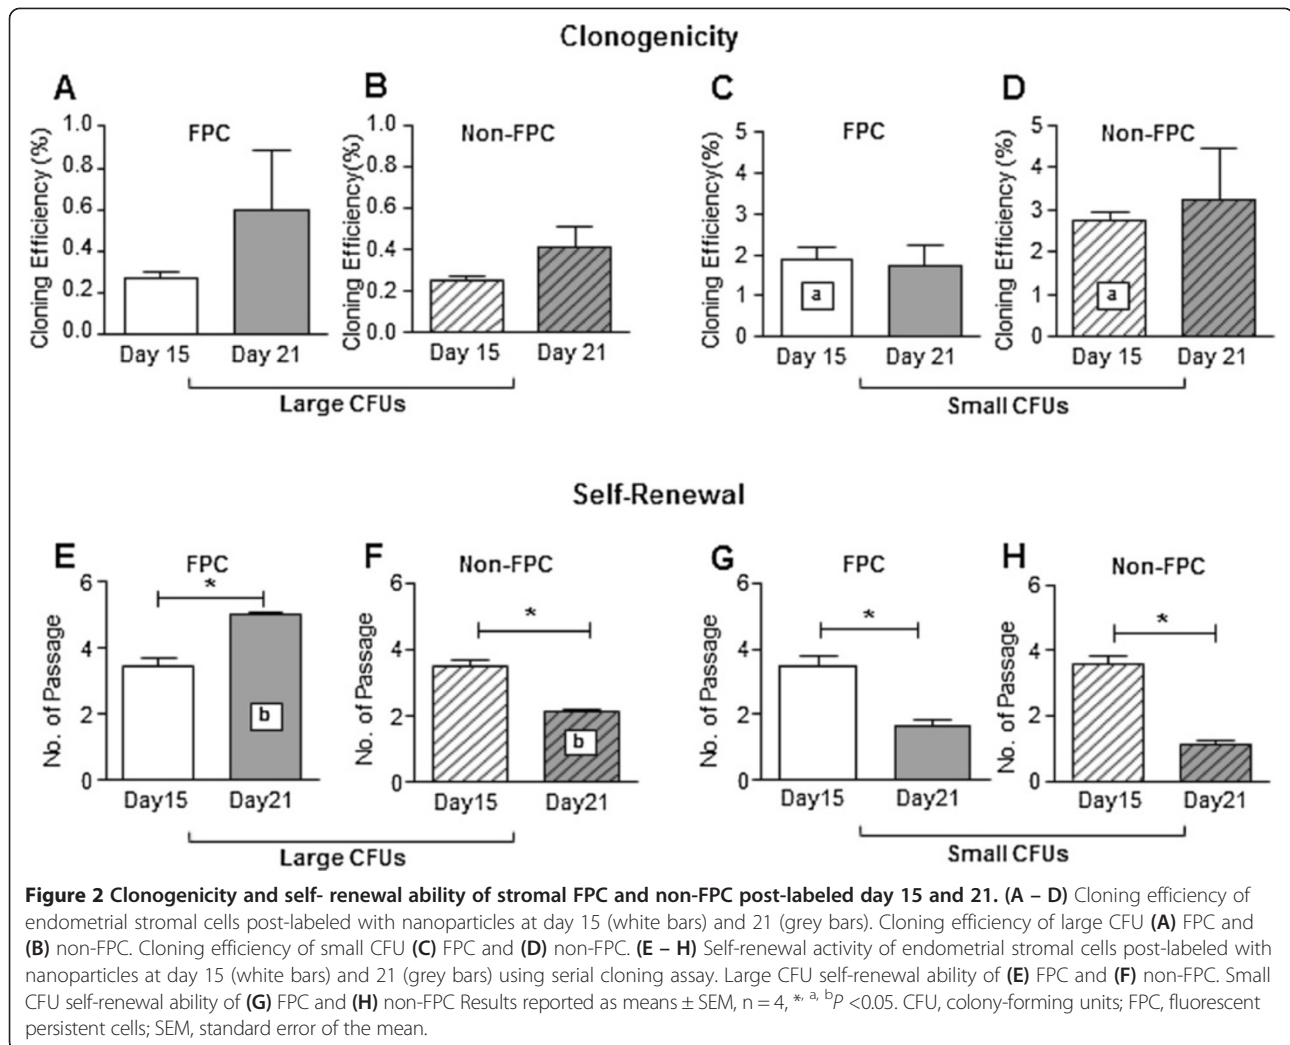 Clonogenicity
A
B
C
D
FPC
Non-FPC
FPC
Non-FPC
Cloning Efficiency (%)
1.0
0.8
0.6
0.4
0.2
0.0
Day 15 Day 21
Cloning Efficiency(%)
1.0
0.8
0.6
0.4
0.2
0.0
Day 15 Day 21
Large CFUs
Cloning Efficiency(%)
5
4
3
2
1
0
a
Day 15 Day 21
Cloning Efficiency (%)
5
4
3
2
1
0
a
Day 15 Day 21
Small CFUs
Self-Renewal
E
F
G
H
FPC
Non-FPC
FPC
Non-FPC
No. of Passage
6
4
2
0
*
b
Day15 Day21
No. of Passage
6
4
2
0
*
b
Day15 Day21
Large CFUs
No. of Passage
6
4
2
0
*
Day15 Day21
No. of Passage
6
4
2
0
*
Day15 Day21
Small CFUs
Figure 2 Clonogenicity and self- renewal ability of stromal FPC and non-FPC post-labeled day 15 and 21. (A – D) Cloning efficiency of
endometrial stromal cells post-labeled with nanoparticles at day 15 (white bars) and 21 (grey bars). Cloning efficiency of large CFU (A) FPC and
(B) non-FPC. Cloning efficiency of small CFU (C) FPC and (D) non-FPC. (E – H) Self-renewal activity of endometrial stromal cells post-labeled with
nanoparticles at day 15 (white bars) and 21 (grey bars) using serial cloning assay. Large CFU self-renewal ability of (E) FPC and (F) non-FPC. Small
CFU self-renewal ability of (G) FPC and (H) non-FPC Results reported as means ± SEM, n = 4, *, a, bP <0.05. CFU, colony-forming units; FPC, fluorescent
persistent cells; SEM, standard error of the mean.